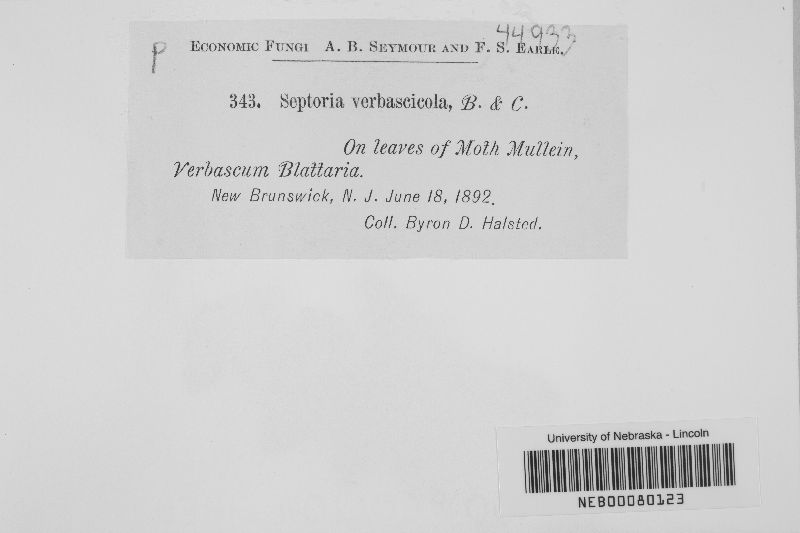 44933
P
ECONOMIC FUNGI A. B. SEYMOUR AND F. S. EARLE.
343. Septoria verbascicola, B. & C.
On leaves of Moth Mullein,
Verbascum Blattaria.
New Brunswick, N. J. June 18, 1892.
Coll. Byron D. Halsted.
University of Nebraska - Lincoln
NEB00080123